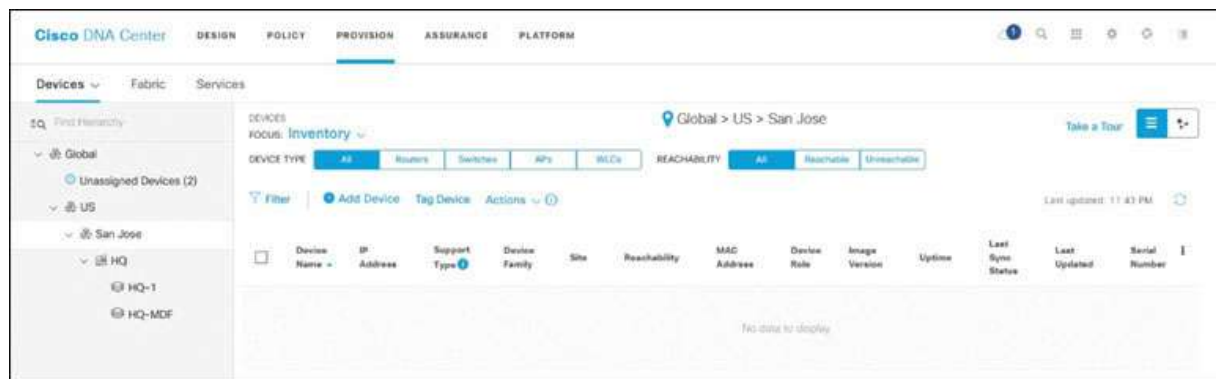 Cisco DNA Center DESIGN POLICY PROVISION ASSURANCE PLATFORM 1
Devices Fabric Services
Find Hierarchy
Global
Unassigned Devices (2)
US
San Jose
HQ
HQ-1
HQ-MDF
DEVICES
FOCUS: Inventory
Global > US > San Jose
Take a Tour
DEVICE TYPE All Routers Switches APs WLCs REACHABILITY All Reachable Unreachable
Filter Add Device Tag Device Actions Last updated: 11:43 PM
Device Name IP Address Support Type Device Family Site Reachability MAC Address Device Role Image Version Uptime Last Sync Status Last Updated Serial Number
No data to display